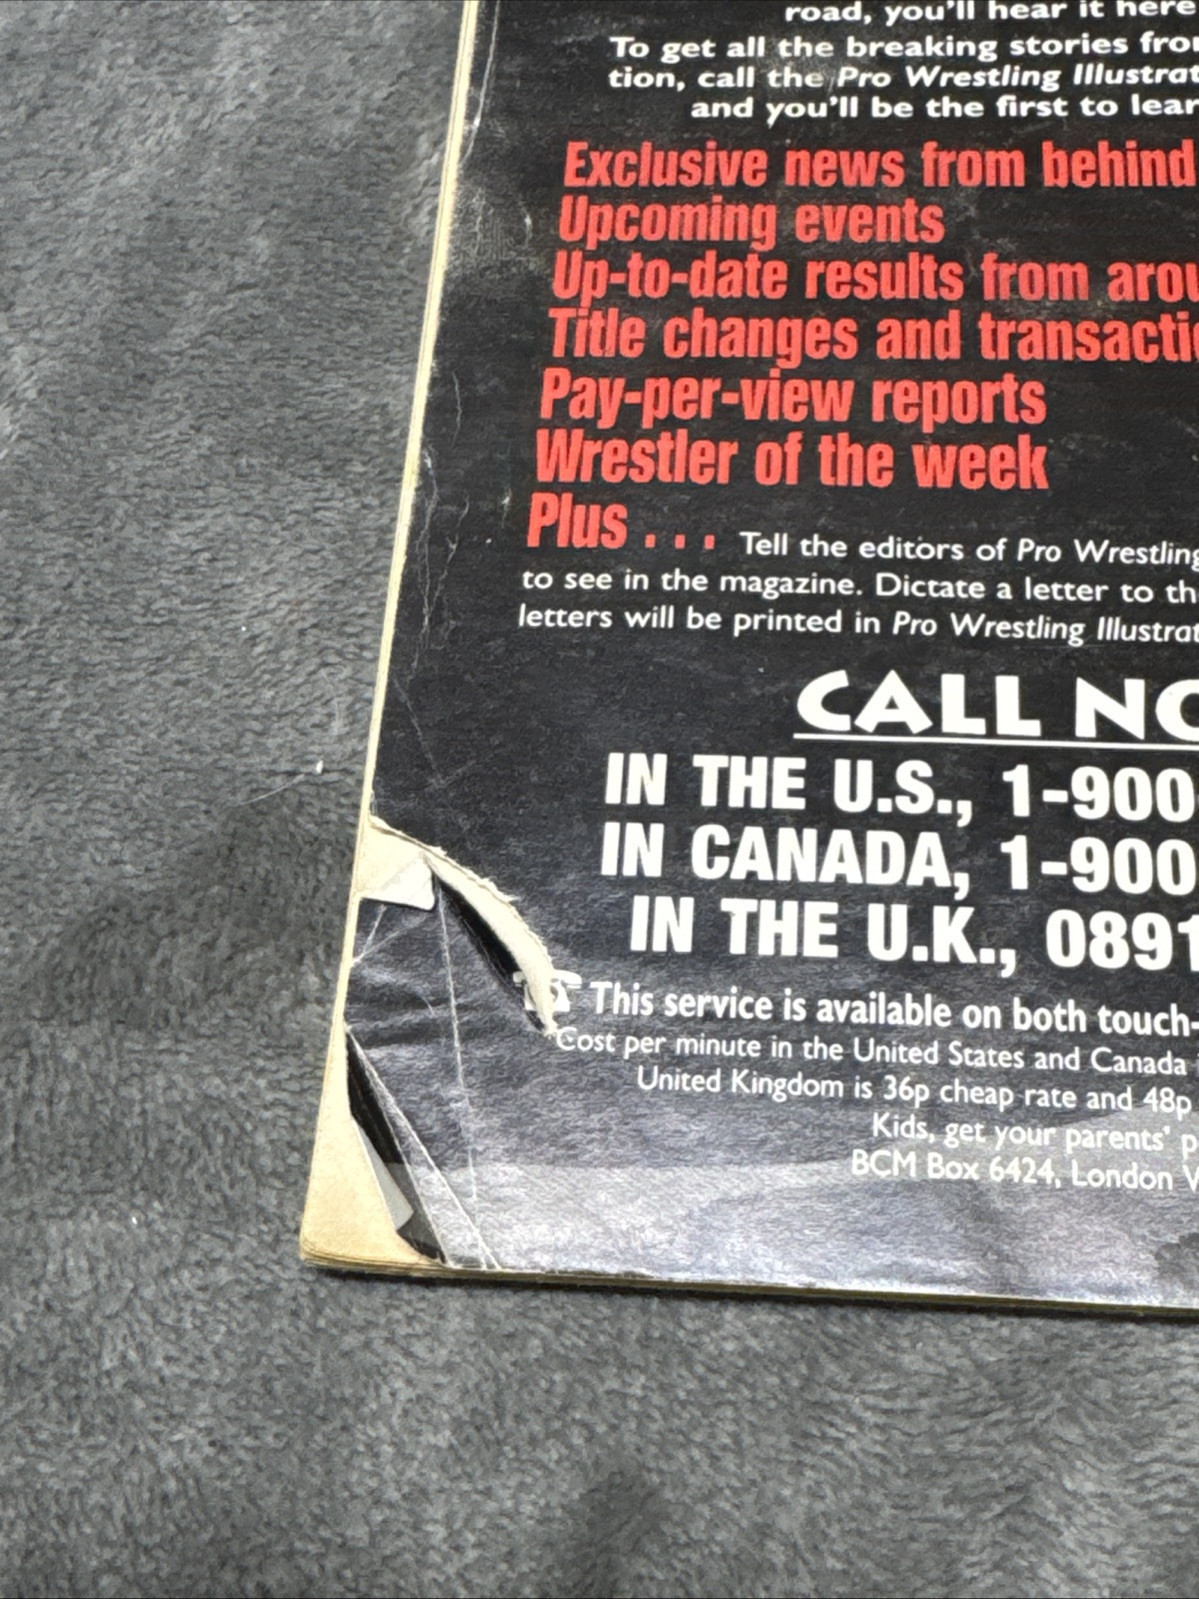 road, you'll hear it here
To get all the breaking stories from
tion, call the Pro Wrestling Illustrat
and you'll be the first to lear
Exclusive news from behind
Upcoming events
Up-to-date results from arou
Title changes and transacti
Pay-per-view reports
Wrestler of the week
Plus . . . Tell the editors of Pro Wrestling
to see in the magazine. Dictate a letter to th
letters will be printed in Pro Wrestling Illustrat
CALL NO
IN THE U.S., 1-900
IN CANADA, 1-900
IN THE U.K., 0891
This service is available on both touch-
Cost per minute in the United States and Canada
United Kingdom is 36p cheap rate and 48p
Kids, get your parents' p
BCM Box 6424, London W